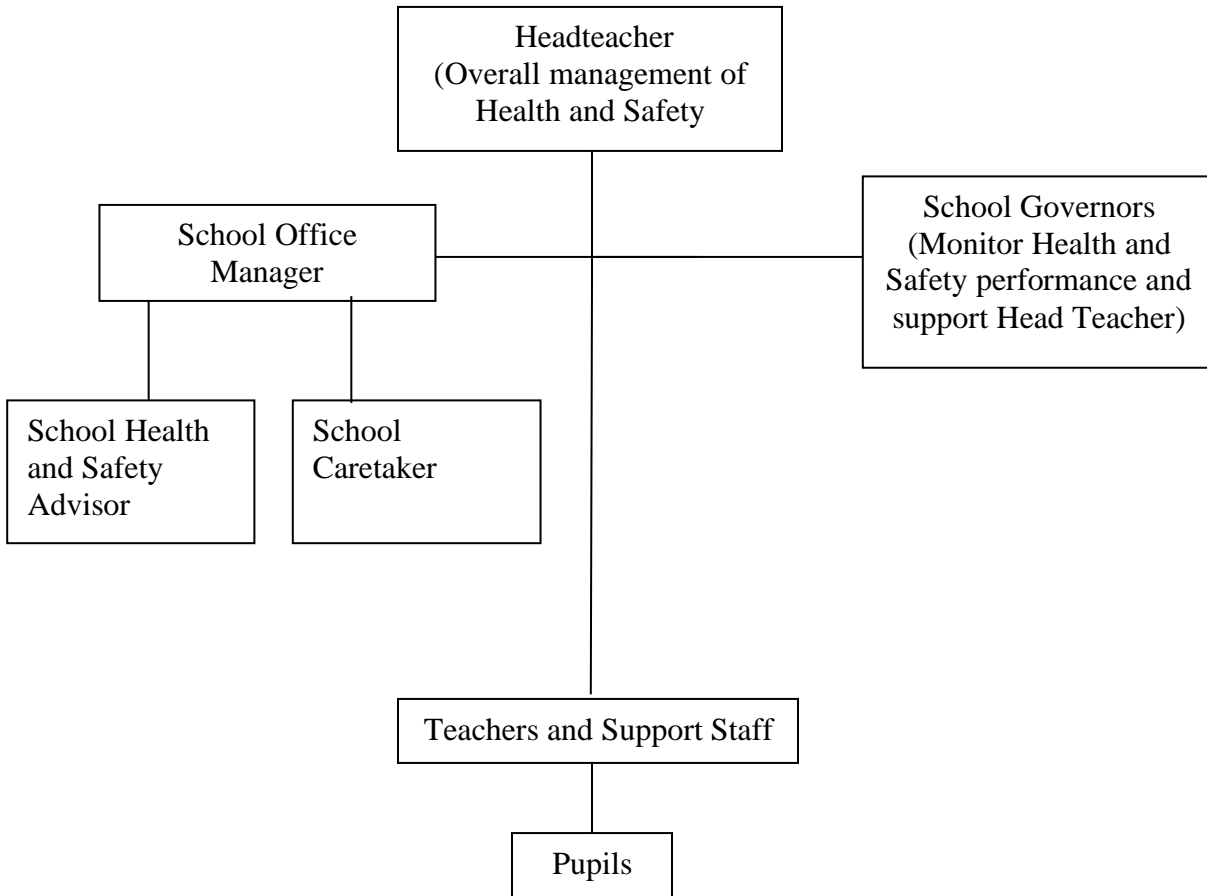 Headteacher
(Overall management of
Health and Safety
School Office
Manager
School Governors
(Monitor Health and
Safety performance and
support Head Teacher)
School Health
and Safety
Advisor
School
Caretaker
Teachers and Support Staff
Pupils